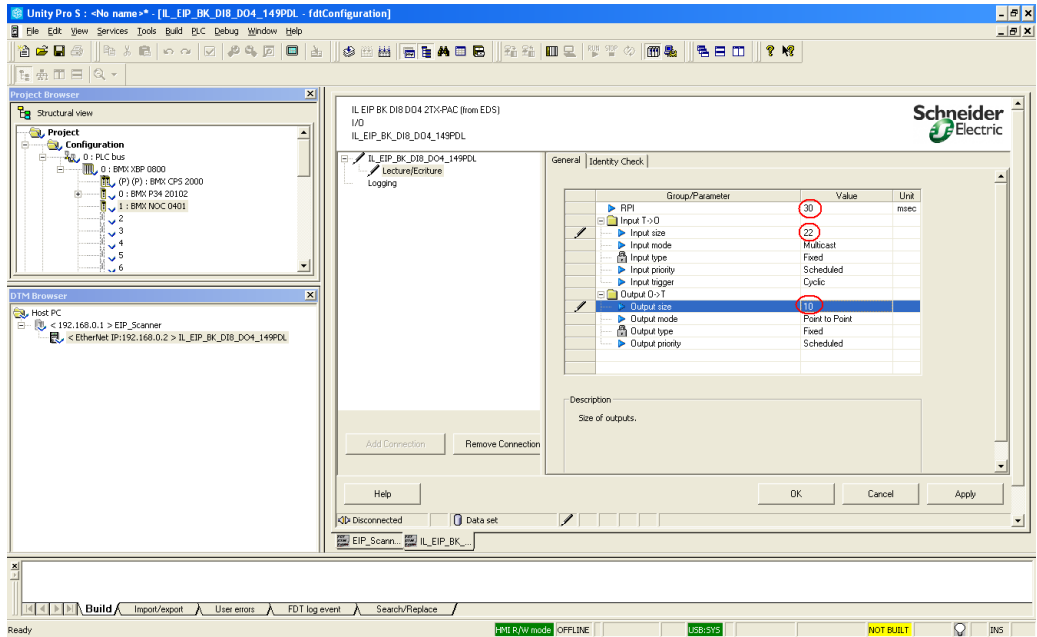 Unity Pro S : <No name>* - [IL_EIP_BK_DI8_DO4_149PDL - fdtConfiguration]
File Edit View Services Tools Build PLC Debug Window Help
Project Browser
Structural view
Project
Configuration
0 : PLC bus
0 : BMX XBP 0800
(P) (P) : BMX CPS 2000
0 : BMX P34 20102
1 : BMX NOC 0401
2
3
4
5
6
DTM Browser
Host PC
< 192.168.0.1 > EIP_Scanner
< EtherNet IP:192.168.0.2 > IL_EIP_BK_DI8_DO4_149PDL
IL EIP BK DI8 DO4 2TX-PAC (from EDS)
I/O
IL_EIP_BK_DI8_DO4_149PDL
Schneider
Electric
IL_EIP_BK_DI8_DO4_149PDL
Lecture/Ecriture
Logging
General Identity Check
Group/Parameter Value Unit
RPI 30 msec
Input T->O
Input size 22
Input mode Multicast
Input type Fixed
Input priority Scheduled
Input trigger Cyclic
Output O->T
Output size 10
Output mode Point to Point
Output type Fixed
Output priority Scheduled
Description
Size of outputs.
Add Connection Remove Connection
Help OK Cancel Apply
Disconnected Data set
EIP_Scann... IL_EIP_BK_...
Build Import/export User errors FDT log event Search/Replace
Ready HMI R/W mode OFFLINE USB:SYS NOT BUILT INS